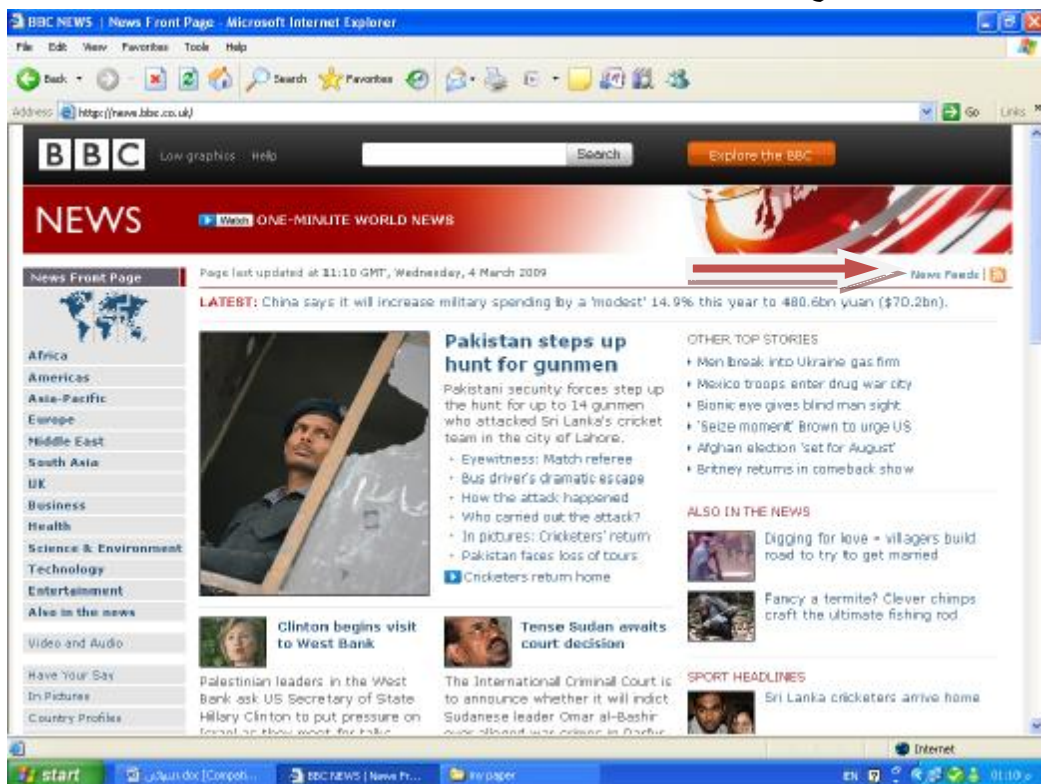 BBC NEWS | News Front Page - Microsoft Internet Explorer
File Edit View Favorites Tools Help
Back Search Favorites
Address http://news.bbc.co.uk/ Go Links
BBC Low graphics Help Search Explore the BBC
NEWS Watch ONE-MINUTE WORLD NEWS
News Front Page
Africa
Americas
Asia-Pacific
Europe
Middle East
South Asia
UK
Business
Health
Science & Environment
Technology
Entertainment
Also in the news
Video and Audio
Have Your Say
In Pictures
Country Profiles
Page last updated at 11:10 GMT, Wednesday, 4 March 2009
News Feeds
LATEST: China says it will increase military spending by a 'modest' 14.9% this year to 480.6bn yuan ($70.2bn).
Pakistan steps up
hunt for gunmen
Pakistani security forces step up
the hunt for up to 14 gunmen
who attacked Sri Lanka's cricket
team in the city of Lahore.
Eyewitness: Match referee
Bus driver's dramatic escape
How the attack happened
Who carried out the attack?
In pictures: Cricketers' return
Pakistan faces loss of tours
Cricketers return home
Clinton begins visit
to West Bank
Palestinian leaders in the West
Bank ask US Secretary of State
Hillary Clinton to put pressure on
Israel as they meet for talks
Tense Sudan awaits
court decision
The International Criminal Court is
to announce whether it will indict
Sudanese leader Omar al-Bashir
over alleged war crimes in Darfur
OTHER TOP STORIES
Men break into Ukraine gas firm
Mexico troops enter drug war city
Bionic eye gives blind man sight
'Seize moment' Brown to urge US
Afghan election 'set for August'
Britney returns in comeback show
ALSO IN THE NEWS
Digging for love - villagers build
road to try to get married
Fancy a termite? Clever chimps
craft the ultimate fishing rod
SPORT HEADLINES
Sri Lanka cricketers arrive home
Internet
start
BBC NEWS | News Fr...
my paper
EN
01:10 م